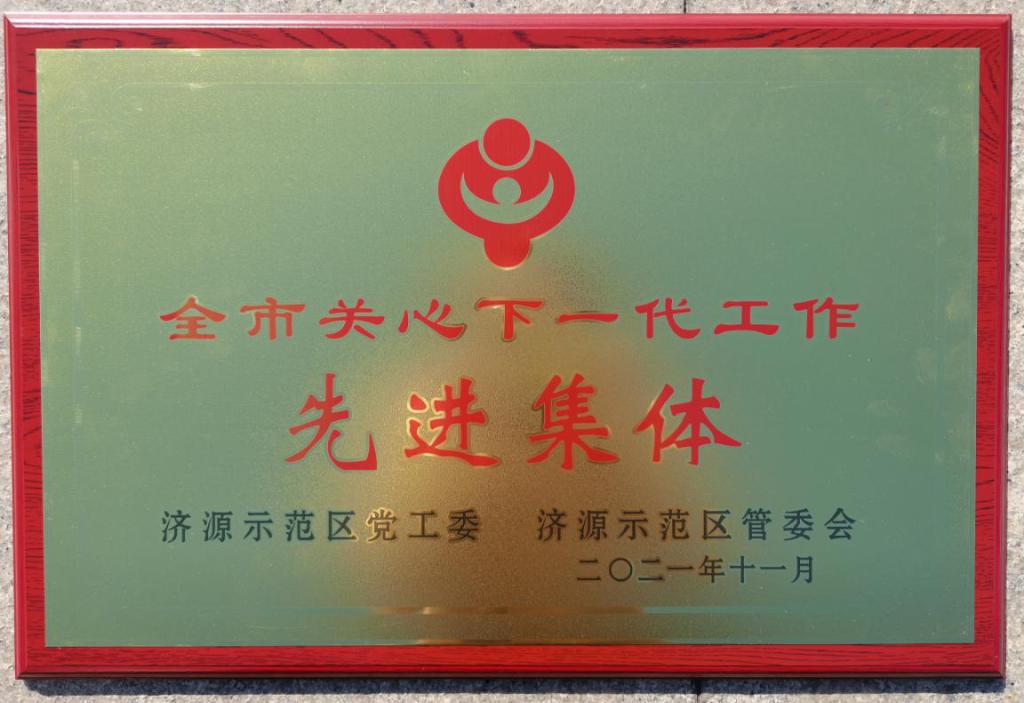 全市关心下一代工作
先进集体
济源示范区党工委 济源示范区管委会
二〇二一年十一月